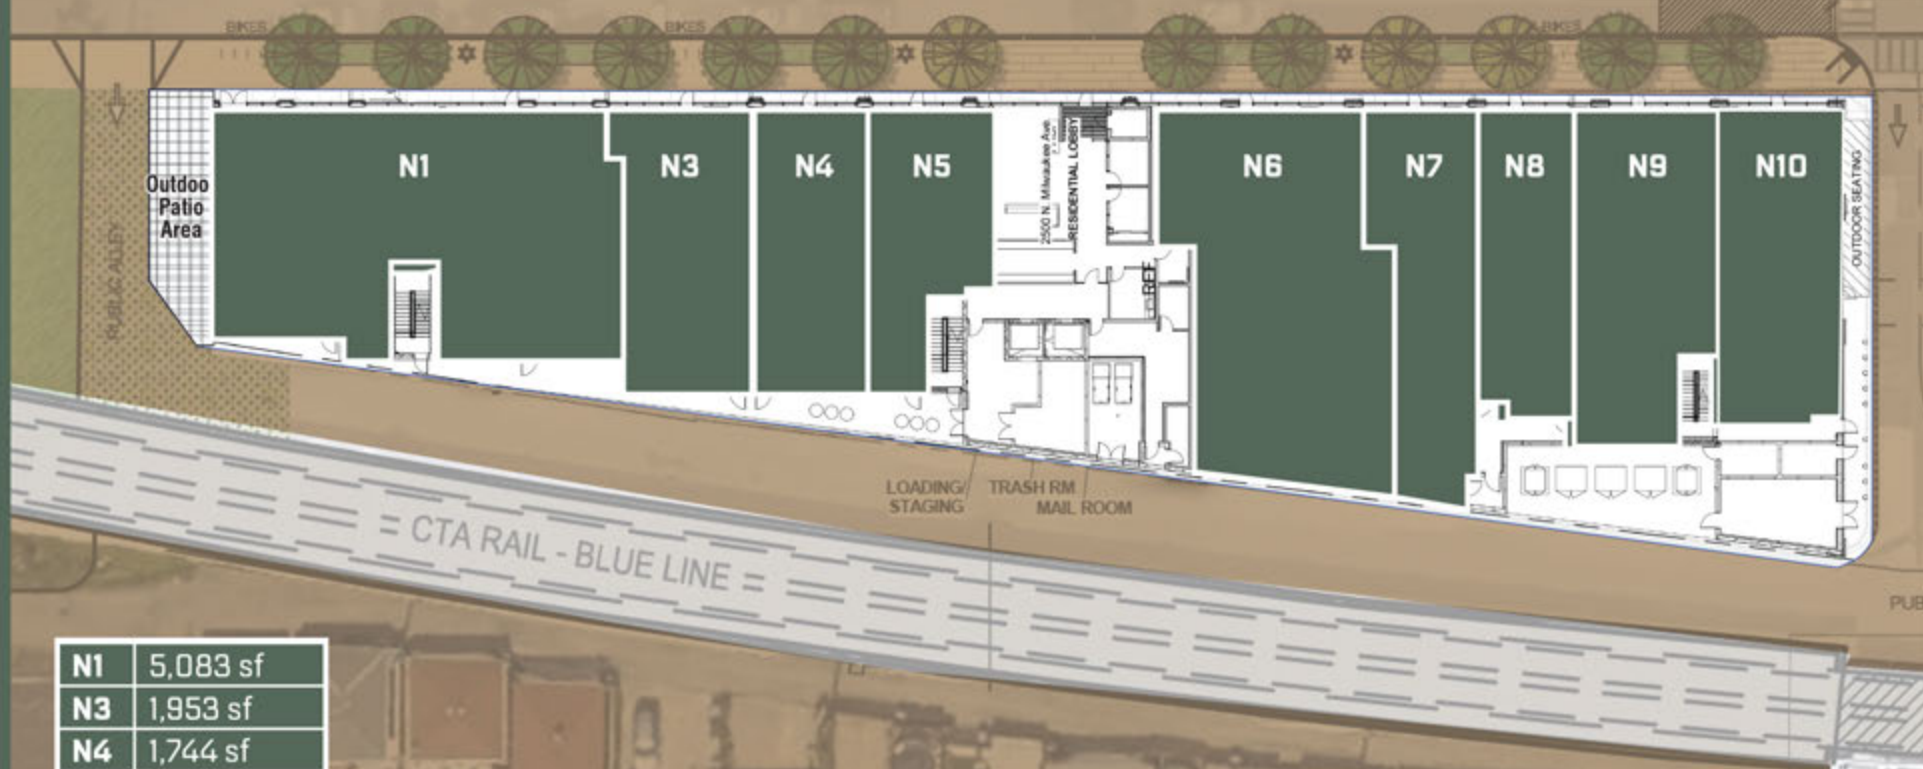 BIKES
BIKES
BIKES
N1
N3
N4
N5
N6
N7
N8
N9
N10
Outdoo
Patio
Area
PUBLIC ALLEY
2500 N. Milwaukee Ave.
RESIDENTIAL LOBBY
REF
OUTDOOR SEATING
LOADING/
STAGING
TRASH RM
MAIL ROOM
= CTA RAIL - BLUE LINE =
PUB
N1 5,083 sf
N3 1,953 sf
N4 1,744 sf